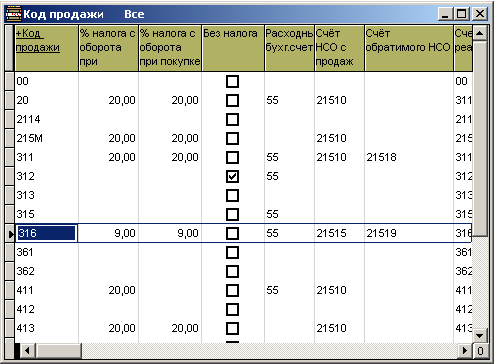 Код продажи Все
+Код продажи % налога с оборота при % налога с оборота при покупке Без налога Расходнь бухг.счет Счёт НСО с продаж Счёт обратимого НСО Сче реа
00 00
20 20,00 20,00 55 21510 311
2114 211
215М 20,00 20,00 21510 215
311 20,00 20,00 55 21510 21518 311
312 55 312
313 313
315 55 315
316 9,00 9,00 55 21515 21519 316
361 361
362 362
411 20,00 55 21510 411
412 412
413 20,00 20,00 21510 413
0